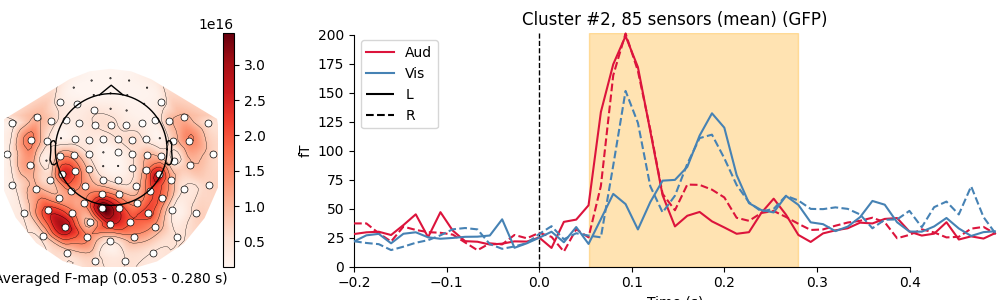 Cluster #2, 85 sensors (mean) (GFP)
1e16
3.0
2.5
2.0
1.5
1.0
0.5
Averaged F-map (0.053 - 0.280 s)
fT
200
175
150
125
100
75
50
25
0
Aud
Vis
L
R
−0.2
−0.1
0.0
0.1
0.2
0.3
0.4
Time (s)